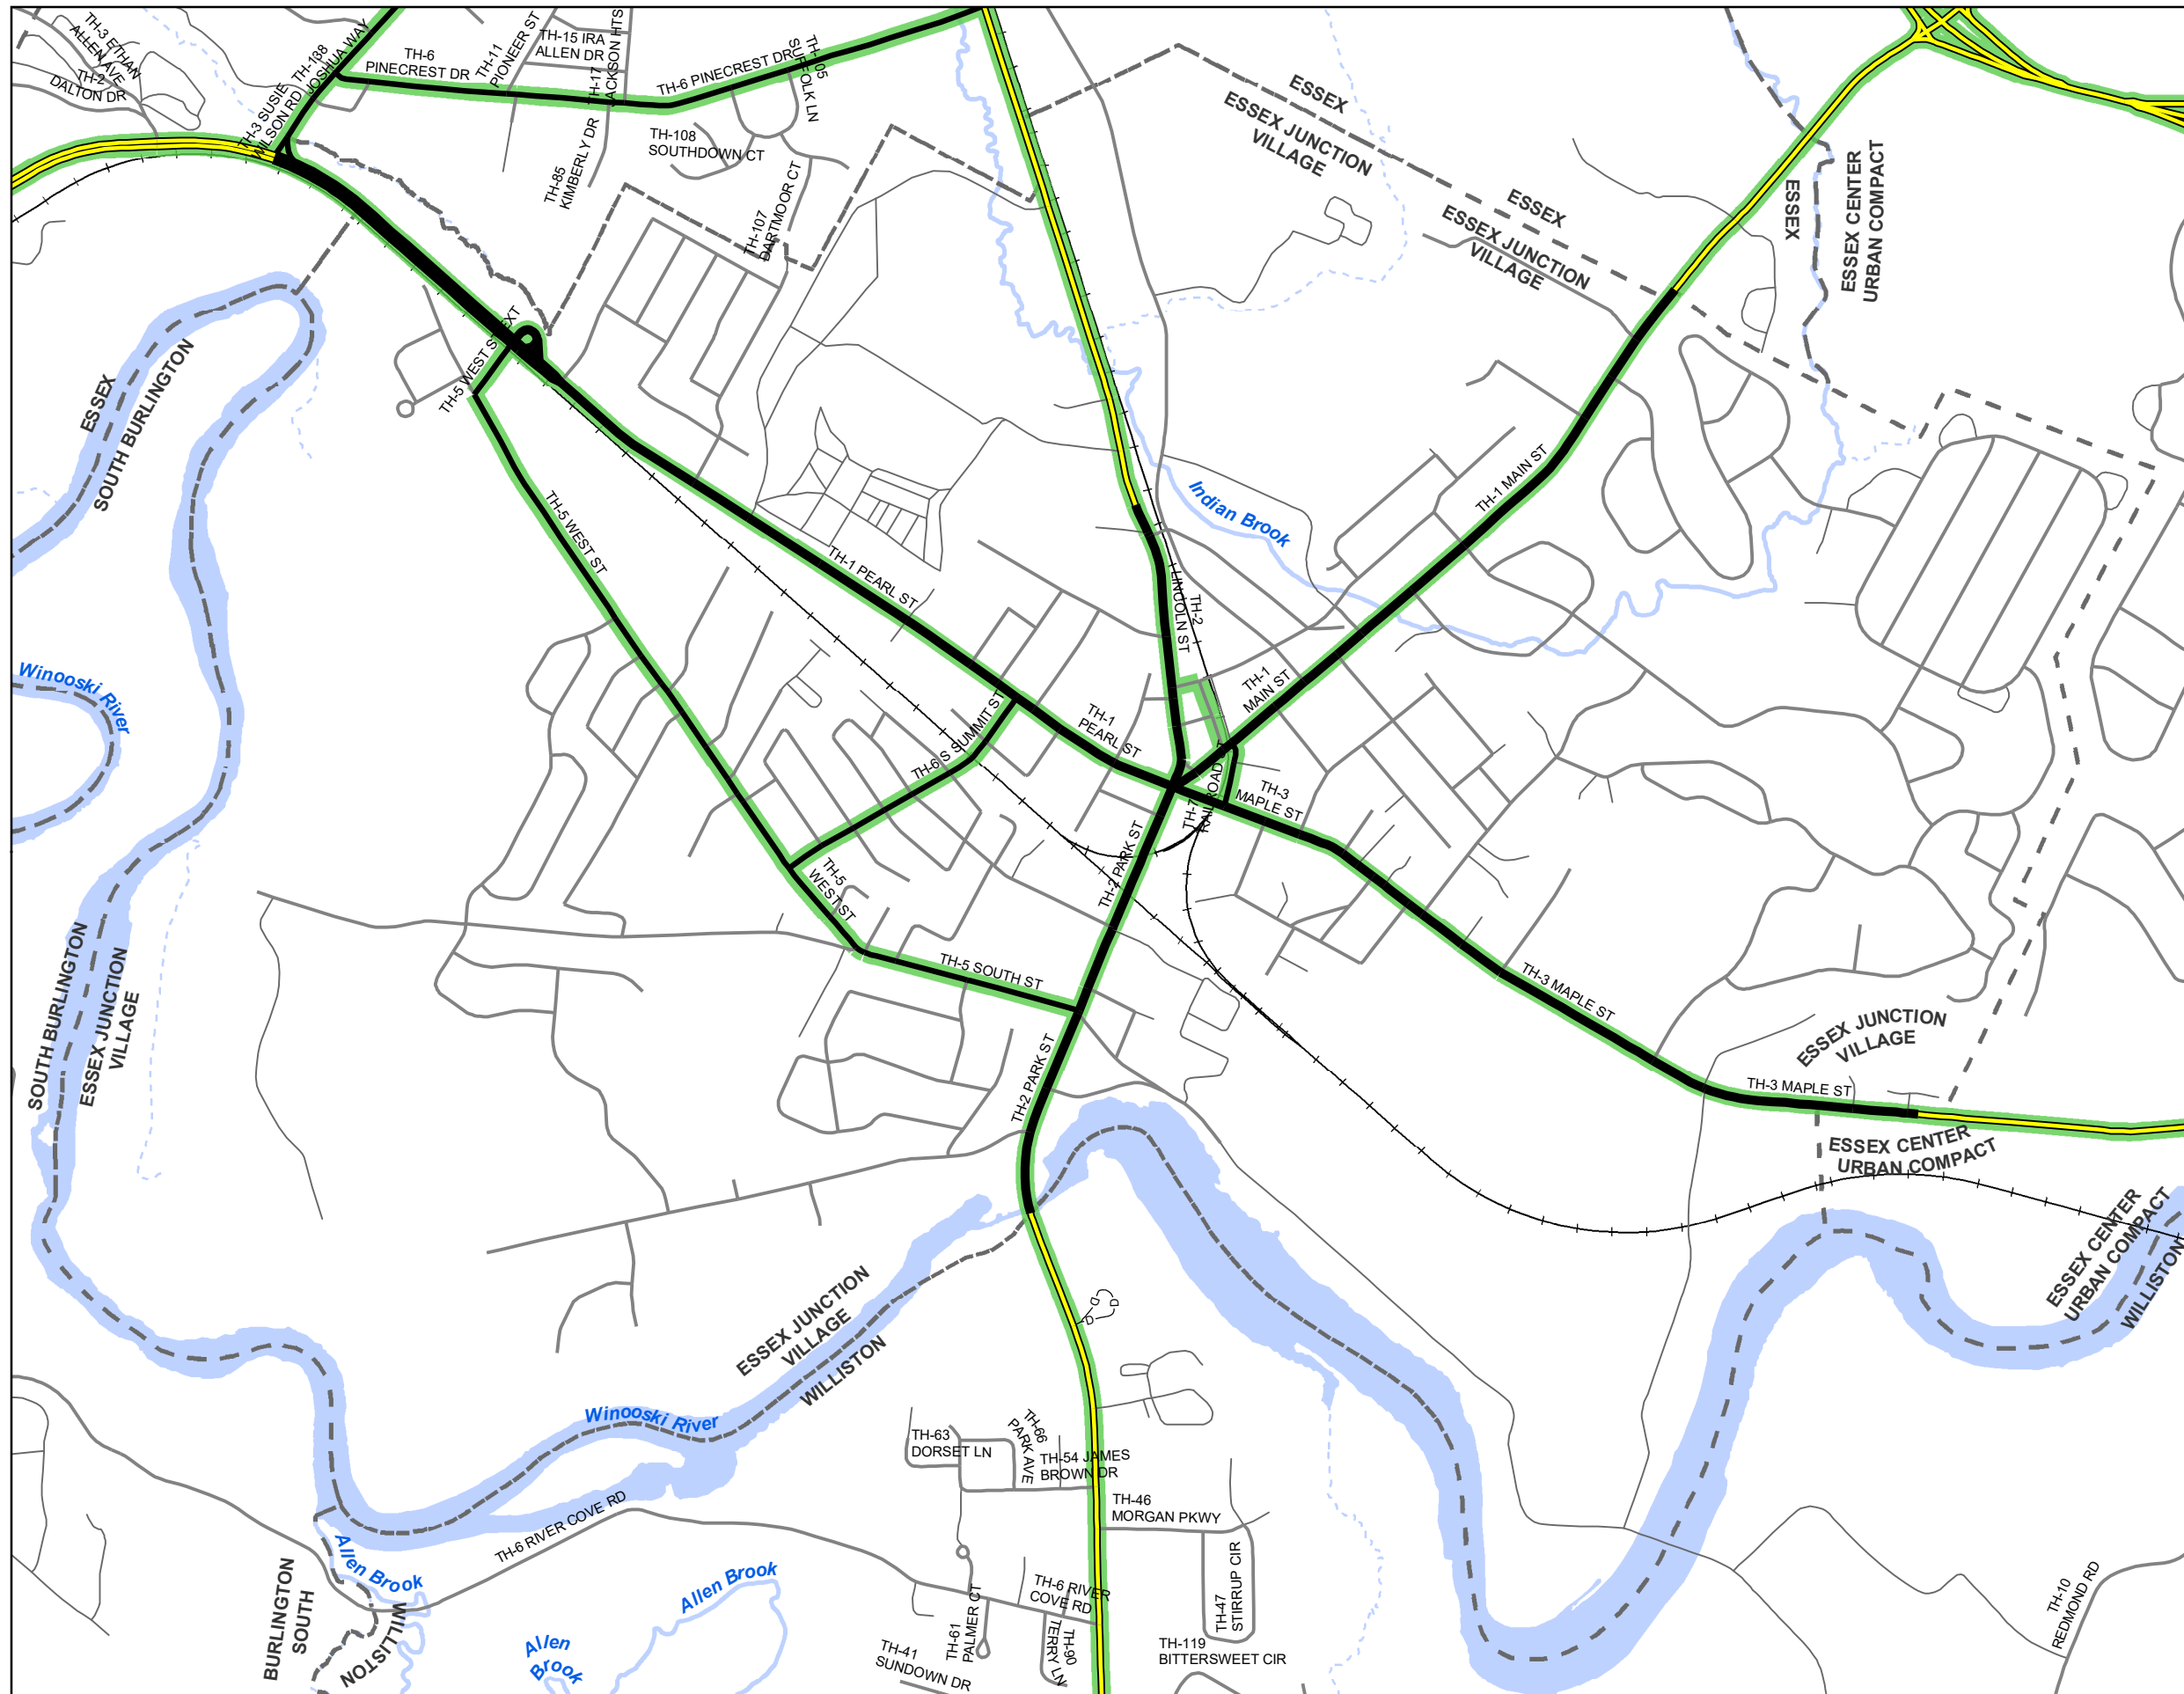 TH-3 ETHAN
ALLEN AVE
TH-2
DALTON DR
TH-3 SUSIE
WILSON RD
TH-138
JOSHUA WAY
TH-6
PINECREST DR
TH-11
PIONEER ST
TH-15 IRA
ALLEN DR
TH-17
JACKSON HTS
TH-6 PINECREST DR
TH-105
SUFFOLK LN
TH-85
KIMBERLY DR
TH-108
SOUTHDOWN CT
TH-107
DARTMOOR CT
ESSEX
ESSEX JUNCTION
VILLAGE
ESSEX
ESSEX JUNCTION
VILLAGE
ESSEX
ESSEX CENTER
URBAN COMPACT
ESSEX
SOUTH BURLINGTON
TH-5 WEST ST EXT
TH-5 WEST ST
TH-1 PEARL ST
Indian Brook
TH-1 MAIN ST
TH-2
LINCOLN ST
Winooski River
TH-1
MAIN ST
TH-1
PEARL ST
TH-6 S SUMMIT ST
TH-7
RAILROAD ST
TH-3
MAPLE ST
TH-2 PARK ST
TH-5
WEST ST
TH-5 SOUTH ST
TH-3 MAPLE ST
SOUTH BURLINGTON
ESSEX JUNCTION
VILLAGE
ESSEX JUNCTION
VILLAGE
TH-2 PARK ST
TH-3 MAPLE ST
ESSEX CENTER
URBAN COMPACT
ESSEX CENTER
URBAN COMPACT
WILLISTON
ESSEX JUNCTION
VILLAGE
WILLISTON
D
D
D
Winooski River
TH-63
DORSET LN
TH-66
PARK AVE
TH-54 JAMES
BROWN DR
TH-46
MORGAN PKWY
TH-6 RIVER COVE RD
Allen Brook
Allen Brook
BURLINGTON
SOUTH
WILLISTON
Allen
Brook
TH-6 RIVER
COVE RD
TH-61
PALMER CT
TH-90
TERRY LN
TH-47
STIRRUP CIR
TH-41
SUNDOWN DR
TH-119
BITTERSWEET CIR
TH-10
REDMOND RD